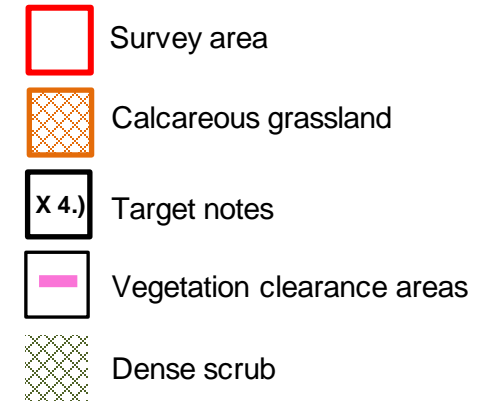 Survey area
Calcareous grassland
X 4.) Target notes
Vegetation clearance areas
Dense scrub